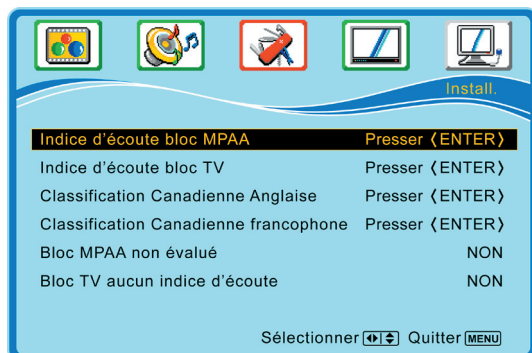 Install.
Indice d'écoute bloc MPAA Presser ⟨ENTER⟩
Indice d'écoute bloc TV Presser ⟨ENTER⟩
Classification Canadienne Anglaise Presser ⟨ENTER⟩
Classification Canadienne francophone Presser ⟨ENTER⟩
Bloc MPAA non évalué NON
Bloc TV aucun indice d'écoute NON
Sélectionner Quitter MENU